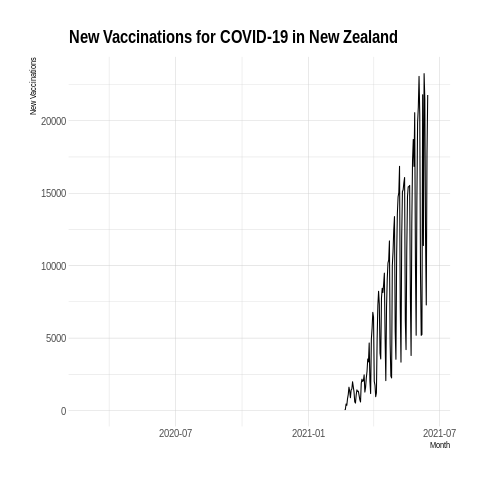 New Vaccinations for COVID-19 in New Zealand
New Vaccinations
20000
15000
10000
5000
0
2020-07 2021-01 2021-07
Month